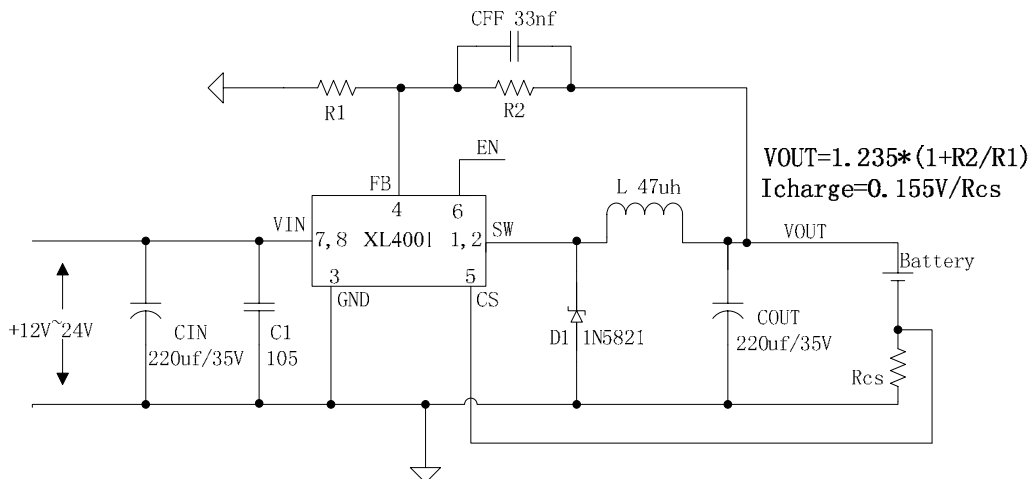 CFF 33nf
R1
R2
EN
FB
4
6
VIN
7,8
XL4001
1,2
SW
3
5
GND
CS
L 47uh
VOUT=1.235*(1+R2/R1)
Icharge=0.155V/Rcs
VOUT
Battery
+12V~24V
CIN
220uf/35V
C1
105
D1
1N5821
COUT
220uf/35V
Rcs